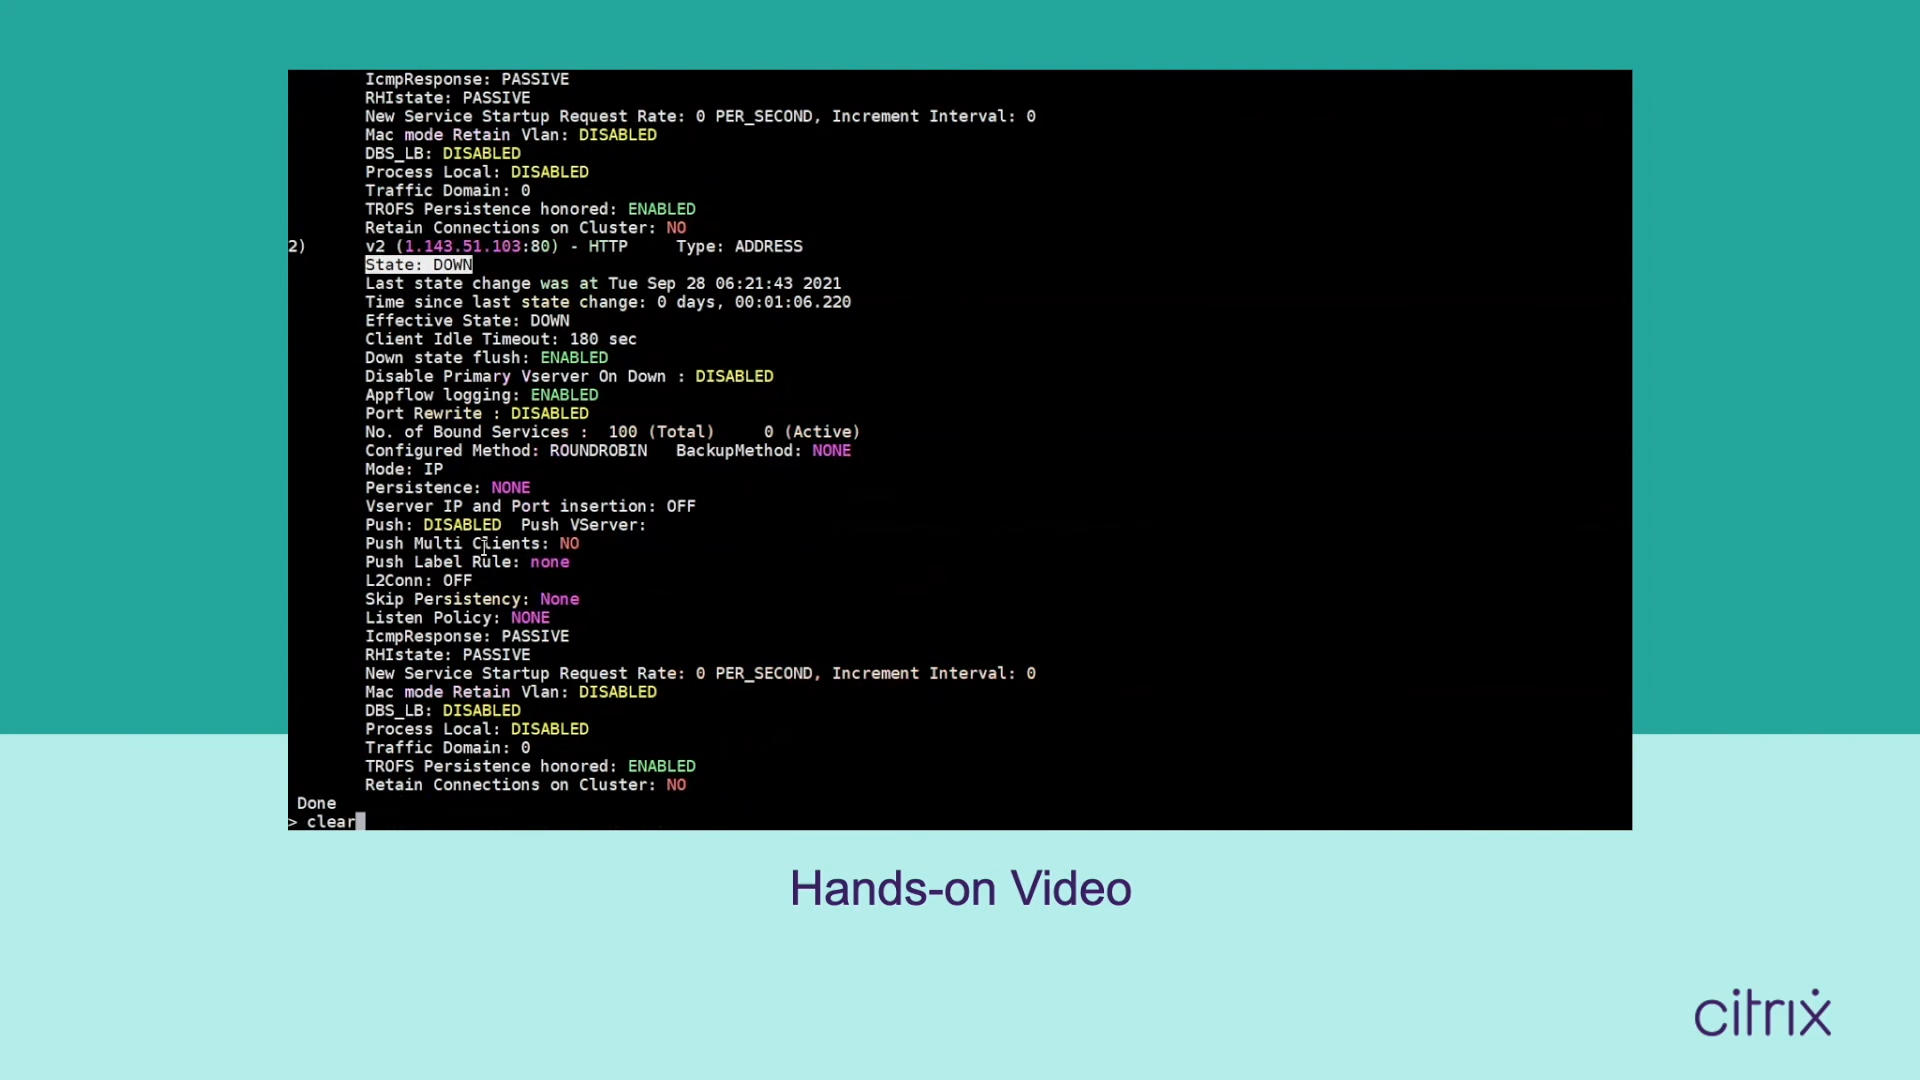 IcmpResponse: PASSIVE
RHIstate: PASSIVE
New Service Startup Request Rate: 0 PER_SECOND, Increment Interval: 0
Mac mode Retain Vlan: DISABLED
DBS_LB: DISABLED
Process Local: DISABLED
Traffic Domain: 0
TROFS Persistence honored: ENABLED
Retain Connections on Cluster: NO
2) v2 (1.143.51.103:80) - HTTP Type: ADDRESS
State: DOWN
Last state change was at Tue Sep 28 06:21:43 2021
Time since last state change: 0 days, 00:01:06.220
Effective State: DOWN
Client Idle Timeout: 180 sec
Down state flush: ENABLED
Disable Primary Vserver On Down : DISABLED
Appflow logging: ENABLED
Port Rewrite : DISABLED
No. of Bound Services : 100 (Total) 0 (Active)
Configured Method: ROUNDROBIN BackupMethod: NONE
Mode: IP
Persistence: NONE
Vserver IP and Port insertion: OFF
Push: DISABLED Push VServer:
Push Multi Clients: NO
Push Label Rule: none
L2Conn: OFF
Skip Persistency: None
Listen Policy: NONE
IcmpResponse: PASSIVE
RHIstate: PASSIVE
New Service Startup Request Rate: 0 PER_SECOND, Increment Interval: 0
Mac mode Retain Vlan: DISABLED
DBS_LB: DISABLED
Process Local: DISABLED
Traffic Domain: 0
TROFS Persistence honored: ENABLED
Retain Connections on Cluster: NO
Done
> clear
Hands-on Video
citrix